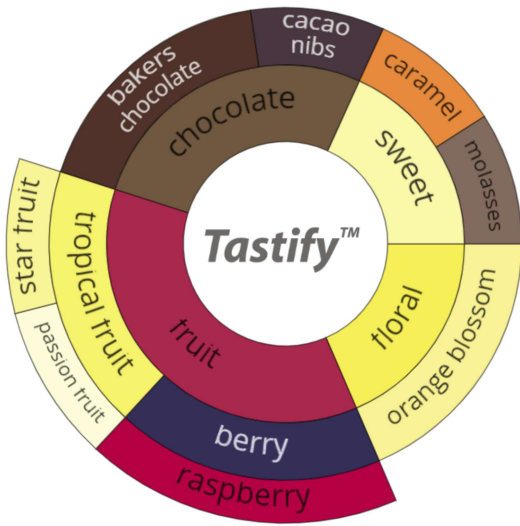 cacao
nibs
bakers
chocolate
caramel
chocolate
sweet
molasses
star fruit
tropical fruit
Tastify™
fruit
floral
orange blossom
passion fruit
berry
raspberry